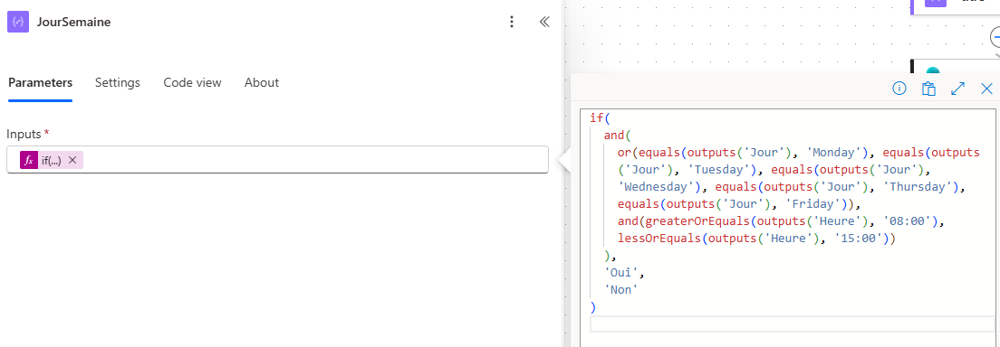 JourSemaine
Parameters
Settings
Code view
About
Inputs *
fx if(...)
if(
and(
or(equals(outputs('Jour'), 'Monday'), equals(outputs
('Jour'), 'Tuesday'), equals(outputs('Jour'),
'Wednesday'), equals(outputs('Jour'), 'Thursday'),
equals(outputs('Jour'), 'Friday')),
and(greaterOrEquals(outputs('Heure'), '08:00'),
lessOrEquals(outputs('Heure'), '15:00'))
),
'Oui',
'Non'
)